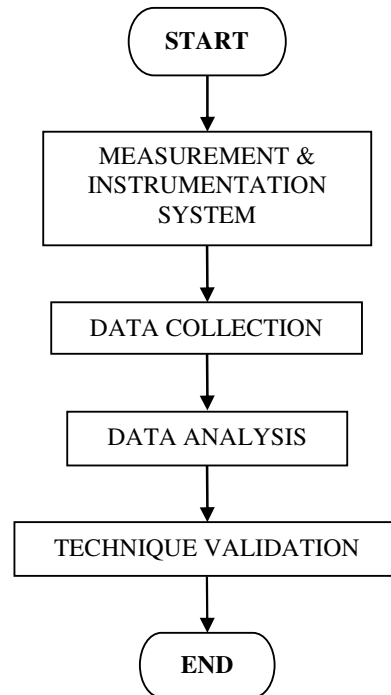 START
MEASUREMENT &
INSTRUMENTATION
SYSTEM
DATA COLLECTION
DATA ANALYSIS
TECHNIQUE VALIDATION
END